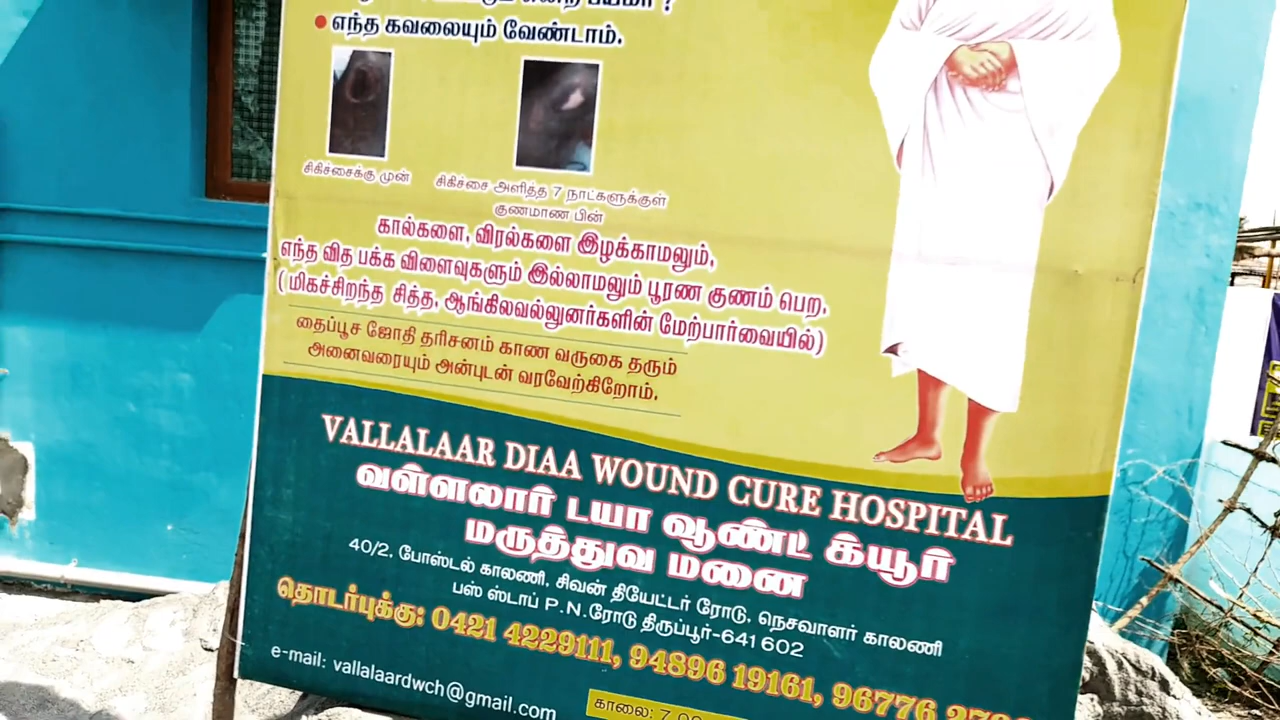 என்ற பயமா ?
• எந்த கவலையும் வேண்டாம்.
சிகிச்சைக்கு முன்
சிகிச்சை அளித்த 7 நாட்களுக்குள்
குணமாண பின்
கால்களை, விரல்களை இழக்காமலும்,
எந்த வித பக்க விளைவுகளும் இல்லாமலும் பூரண குணம் பெற.
( மிகச்சிறந்த சித்த, ஆங்கிலவல்லுனர்களின் மேற்பார்வையில்)
தைப்பூச ஜோதி தரிசனம் காண வருகை தரும்
அனைவரையும் அன்புடன் வரவேற்கிறோம்.
VALLALAAR DIAA WOUND CURE HOSPITAL
வள்ளலார் டயா வூண்ட் க்யூர்
மருத்துவ மனை
40/2, போஸ்டல் காலணி, சிவன் தியேட்டர் ரோடு, நெசவாளர் காலணி
பஸ் ஸ்டாப் P.N.ரோடு திருப்பூர்-641 602
தொடர்புக்கு: 0421 4229111, 94896 19161, 96776
e-mail: vallalaardwch@gmail.com
காலை: 7